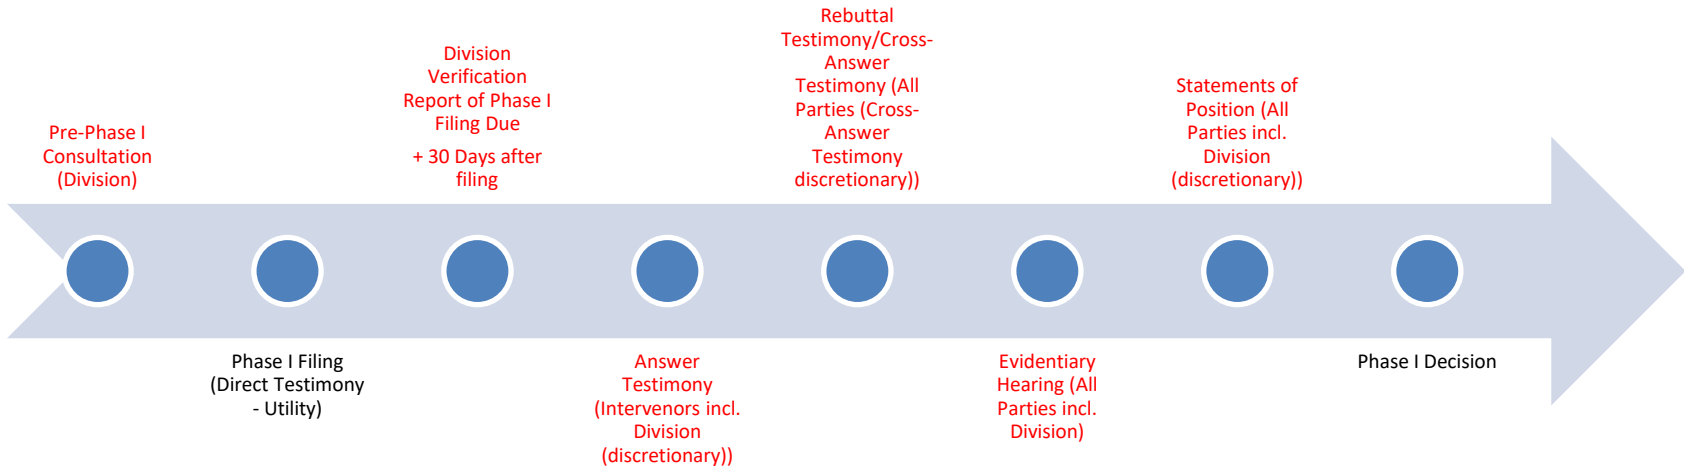 Pre-Phase I
Consultation
(Division)
Phase I Filing
(Direct Testimony
- Utility)
Division
Verification
Report of Phase I
Filing Due
+ 30 Days after
filing
Answer
Testimony
(Intervenors incl.
Division
(discretionary))
Rebuttal
Testimony/Cross-
Answer
Testimony (All
Parties (Cross-
Answer
Testimony
discretionary))
Evidentiary
Hearing (All
Parties incl.
Division)
Statements of
Position (All
Parties incl.
Division
(discretionary))
Phase I Decision